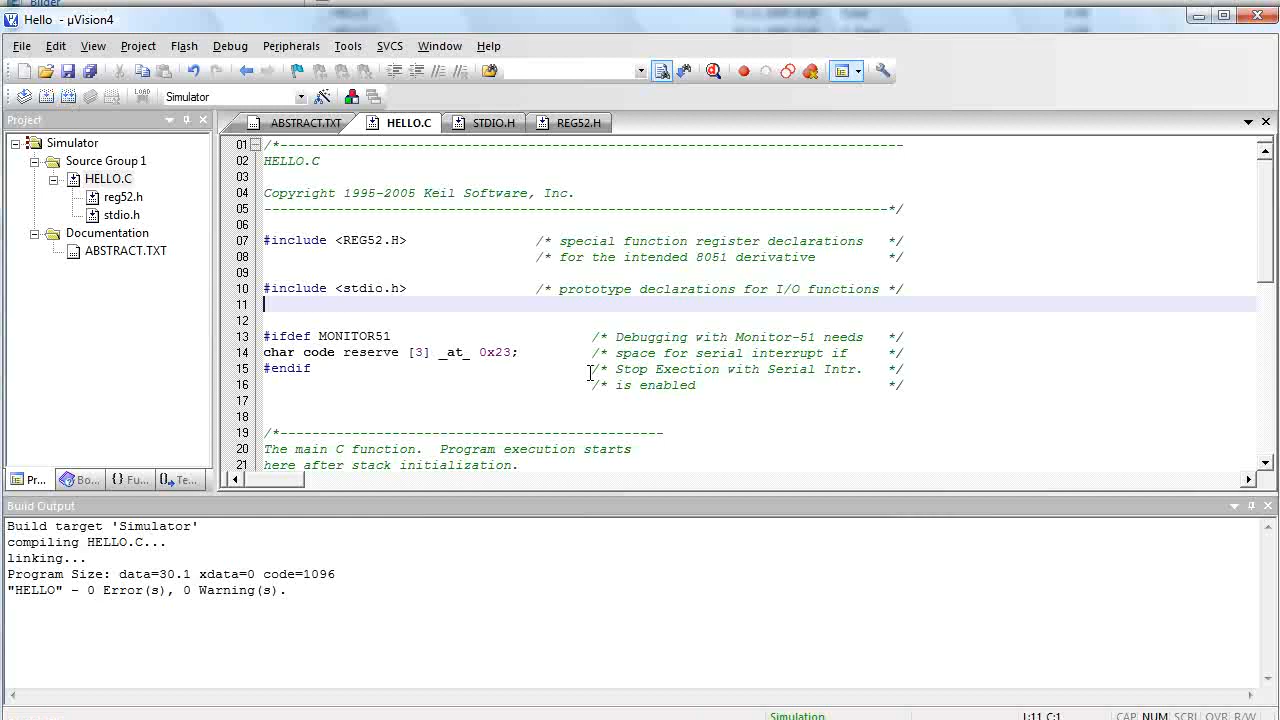 Bilder
Hello - µVision4
File Edit View Project Flash Debug Peripherals Tools SVCS Window Help
LOAD Simulator
Project
Simulator
Source Group 1
HELLO.C
reg52.h
stdio.h
Documentation
ABSTRACT.TXT
Pr... Bo... {} Fu... Te...
ABSTRACT.TXT HELLO.C STDIO.H REG52.H
01 /*------------------------------------------------------------------------------
02 HELLO.C
03
04 Copyright 1995-2005 Keil Software, Inc.
05 ------------------------------------------------------------------------------*/
06
07 #include <REG52.H> /* special function register declarations */
08 /* for the intended 8051 derivative */
09
10 #include <stdio.h> /* prototype declarations for I/O functions */
11
12
13 #ifdef MONITOR51 /* Debugging with Monitor-51 needs */
14 char code reserve [3] _at_ 0x23; /* space for serial interrupt if */
15 #endif /* Stop Exection with Serial Intr. */
16 /* is enabled */
17
18
19 /*------------------------------------------------
20 The main C function. Program execution starts
21 here after stack initialization.
Build Output
Build target 'Simulator'
compiling HELLO.C...
linking...
Program Size: data=30.1 xdata=0 code=1096
"HELLO" - 0 Error(s), 0 Warning(s).
Simulation L:11 C:1 CAP NUM SCRL OVR R/W